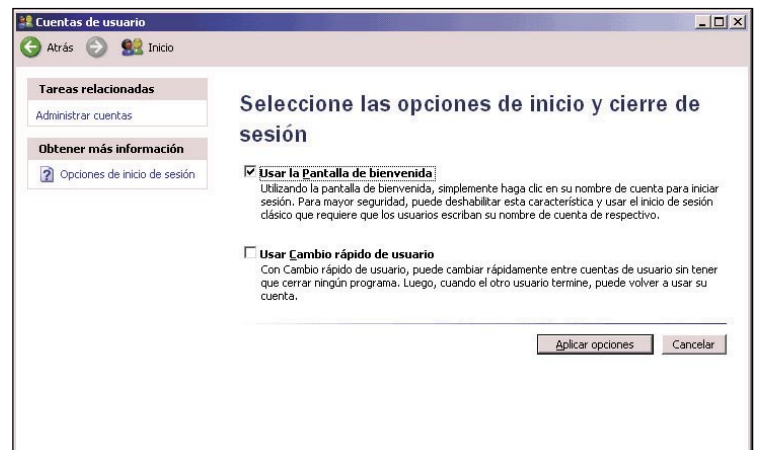 Cuentas de usuario
Atrás Inicio
Tareas relacionadas
Administrar cuentas
Obtener más información
Opciones de inicio de sesión
Seleccione las opciones de inicio y cierre de
sesión
Usar la Pantalla de bienvenida
Utilizando la pantalla de bienvenida, simplemente haga clic en su nombre de cuenta para iniciar
sesión. Para mayor seguridad, puede deshabilitar esta característica y usar el inicio de sesión
clásico que requiere que los usuarios escriban su nombre de cuenta de respectivo.
Usar Cambio rápido de usuario
Con Cambio rápido de usuario, puede cambiar rápidamente entre cuentas de usuario sin tener
que cerrar ningún programa. Luego, cuando el otro usuario termine, puede volver a usar su
cuenta.
Aplicar opciones Cancelar